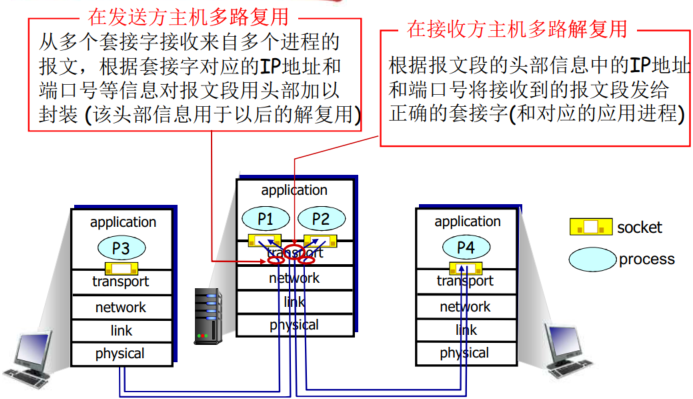 在发送方主机多路复用
从多个套接字接收来自多个进程的
报文，根据套接字对应的IP地址和
端口号等信息对报文段用头部加以
封装 (该头部信息用于以后的解复用)
在接收方主机多路解复用
根据报文段的头部信息中的IP地址
和端口号将接收到的报文段发给
正确的套接字(和对应的应用进程)
application
P3
transport
network
link
physical
application
P1
P2
transport
network
link
physical
application
P4
transport
network
link
physical
socket
process